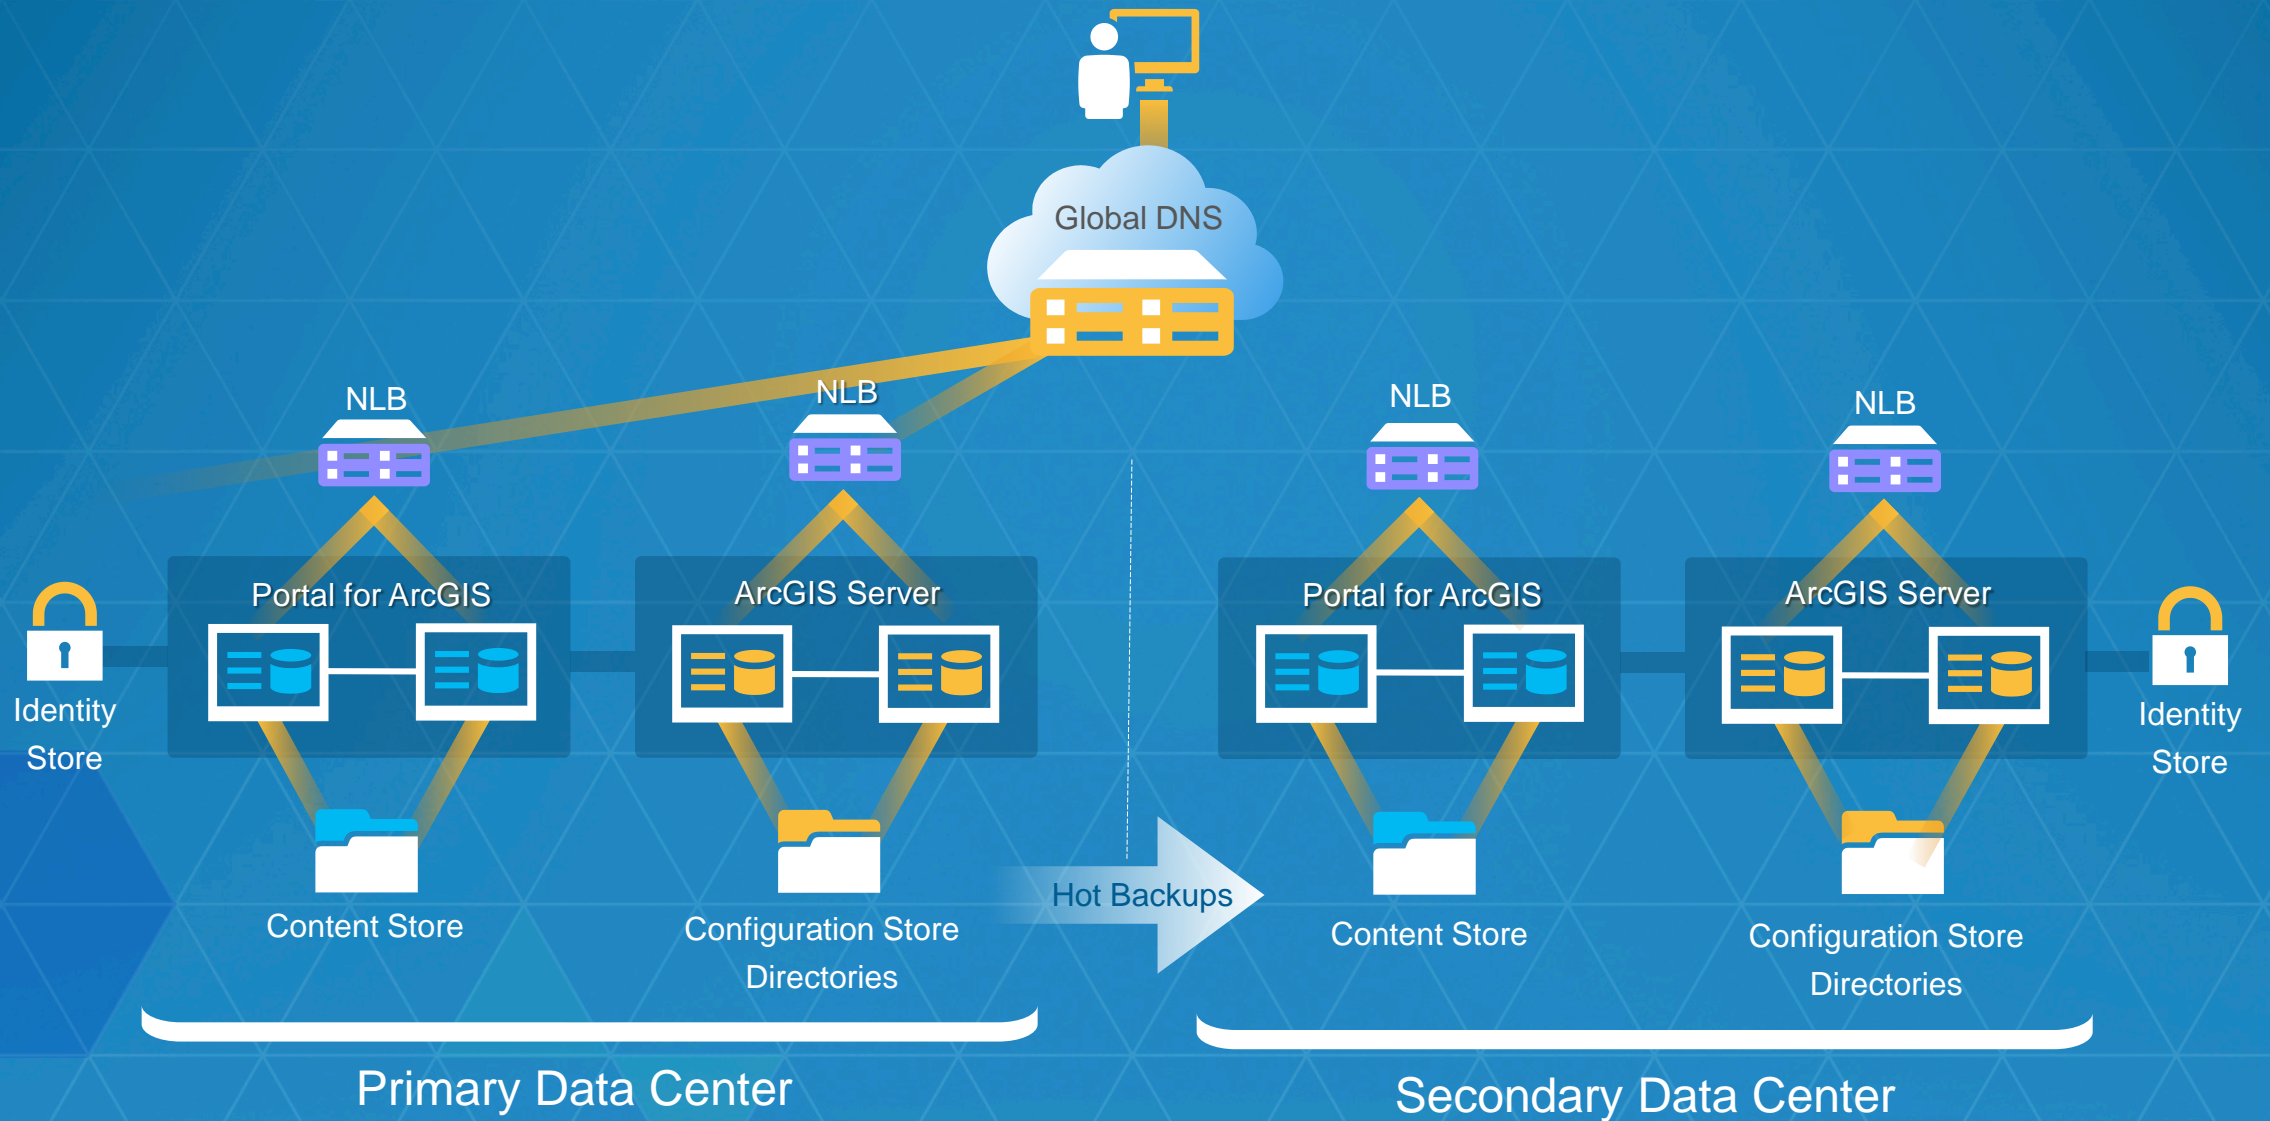 Global DNS
NLB
NLB
NLB
NLB
Portal for ArcGIS
ArcGIS Server
Portal for ArcGIS
ArcGIS Server
Identity
Store
Identity
Store
Content Store
Configuration Store
Directories
Hot Backups
Content Store
Configuration Store
Directories
Primary Data Center
Secondary Data Center